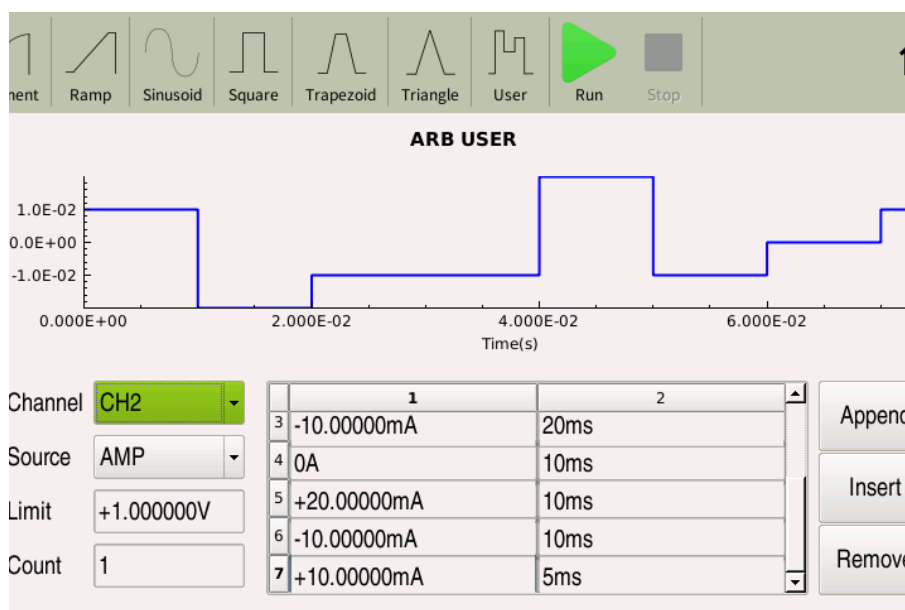 nent Ramp Sinusoid Square Trapezoid Triangle User Run Stop
ARB USER
1.0E-02
0.0E+00
-1.0E-02
0.000E+00 2.000E-02 4.000E-02 6.000E-02
Time(s)
Channel CH2
Source AMP
Limit +1.000000V
Count 1
1 2
3 -10.00000mA 20ms
4 0A 10ms
5 +20.00000mA 10ms
6 -10.00000mA 10ms
7 +10.00000mA 5ms
Append
Insert
Remove